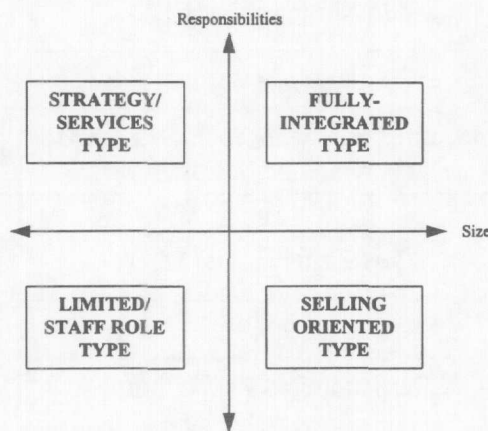 Responsibilities
STRATEGY/
SERVICES
TYPE
FULLY-
INTEGRATED
TYPE
Size
LIMITED/
STAFF ROLE
TYPE
SELLING
ORIENTED
TYPE